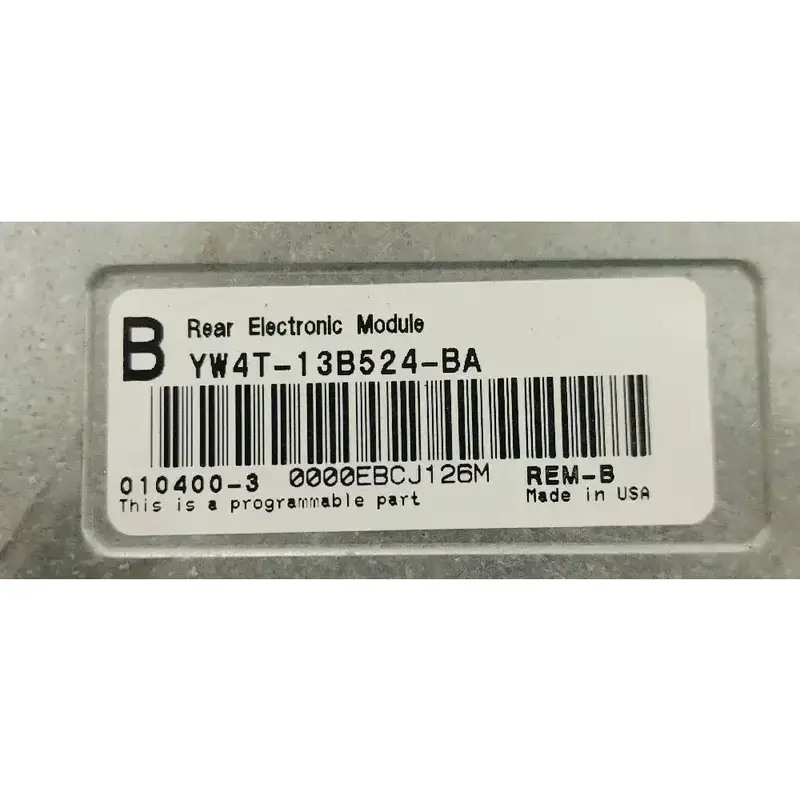 B Rear Electronic Module
YW4T-13B524-BA
010400-3 0000EBCJ126M REM-B
This is a programmable part Made in USA